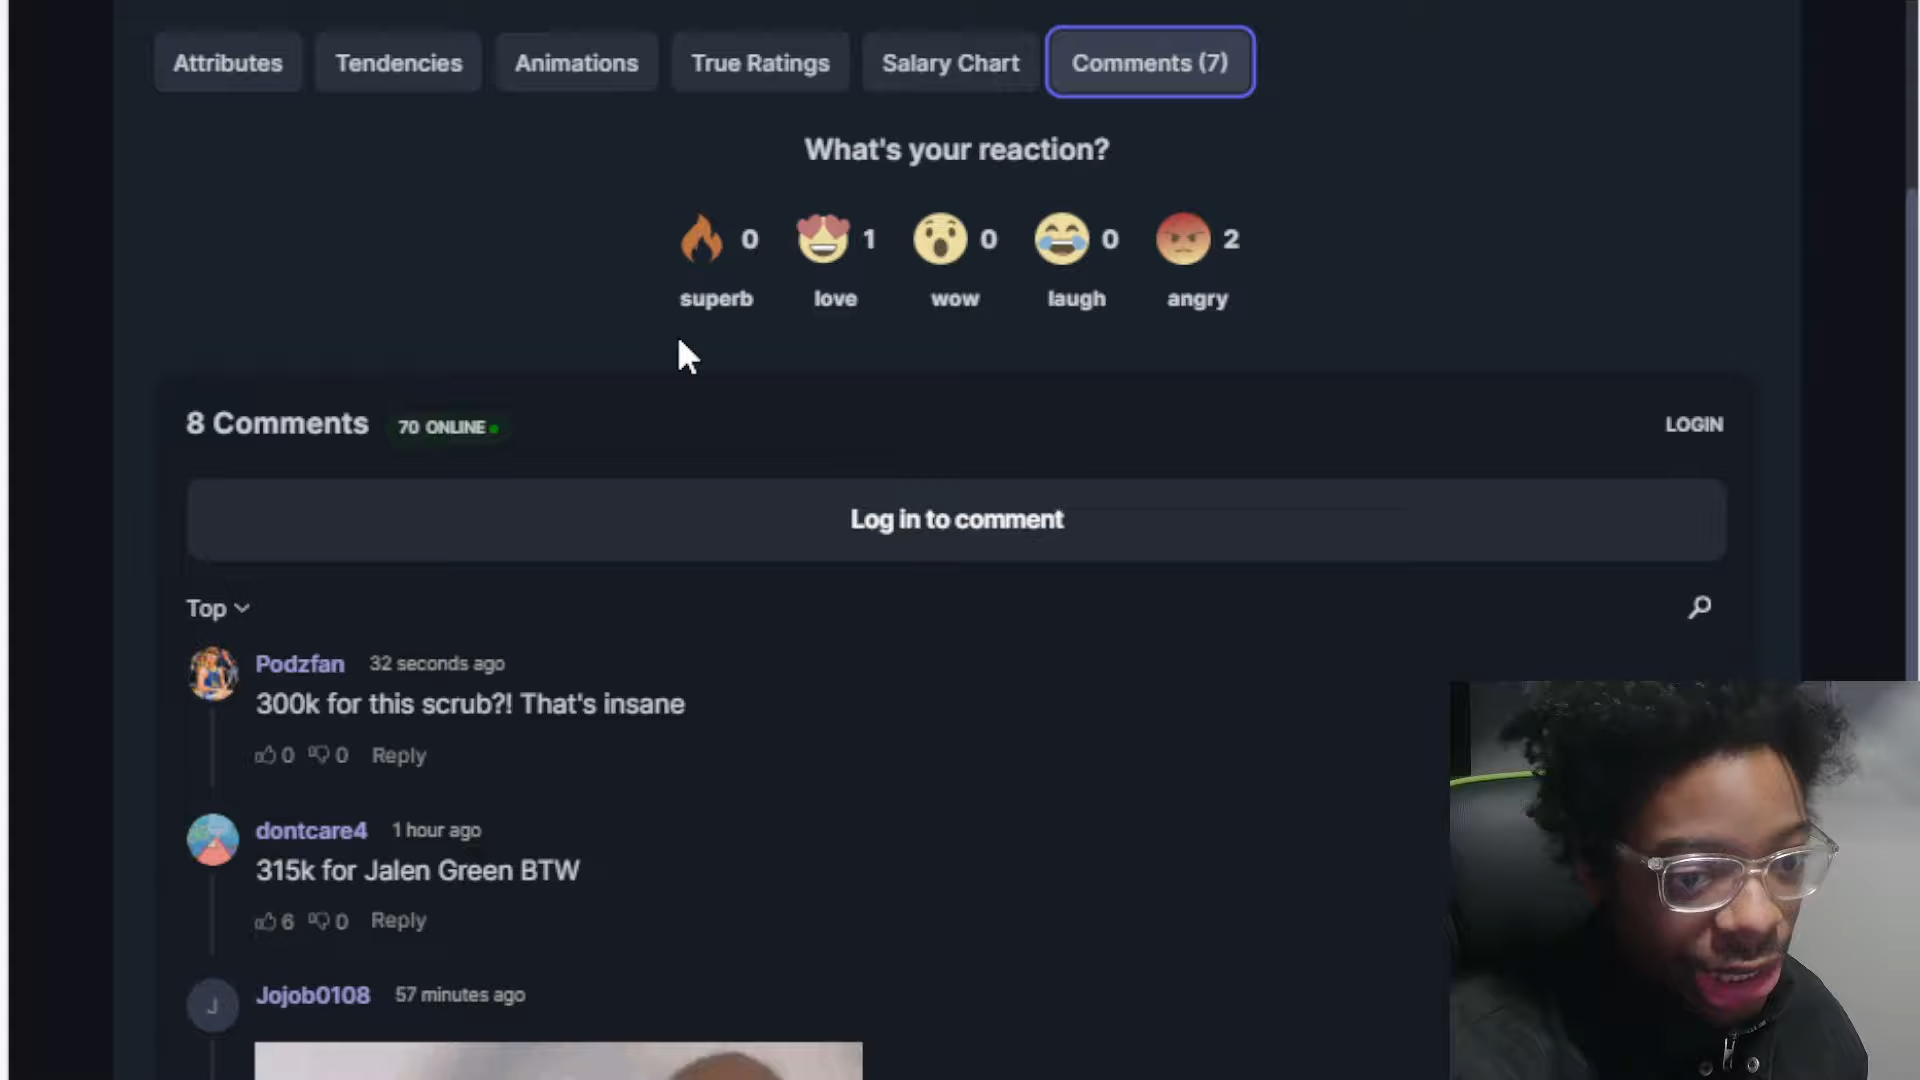 Attributes
Tendencies
Animations
True Ratings
Salary Chart
Comments (7)
What's your reaction?
0
1
0
0
2
superb
love
wow
laugh
angry
8 Comments
70 ONLINE
LOGIN
Log in to comment
Top
Podzfan 32 seconds ago
300k for this scrub?! That's insane
0 0 Reply
dontcare4 1 hour ago
315k for Jalen Green BTW
6 0 Reply
J
Jojob0108 57 minutes ago